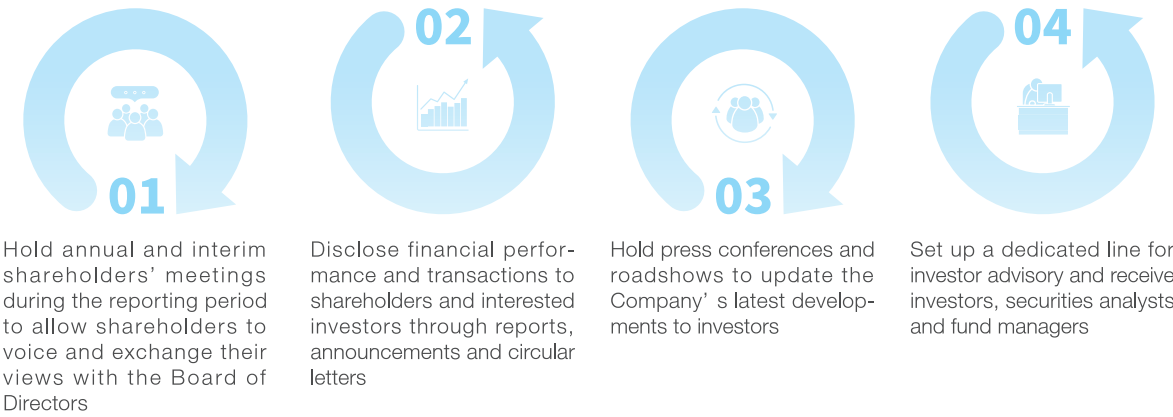 01
Hold annual and interim
shareholders' meetings
during the reporting period
to allow shareholders to
voice and exchange their
views with the Board of
Directors
02
Disclose financial perfor-
mance and transactions to
shareholders and interested
investors through reports,
announcements and circular
letters
03
Hold press conferences and
roadshows to update the
Company' s latest develop-
ments to investors
04
Set up a dedicated line for
investor advisory and receive
investors, securities analysts
and fund managers